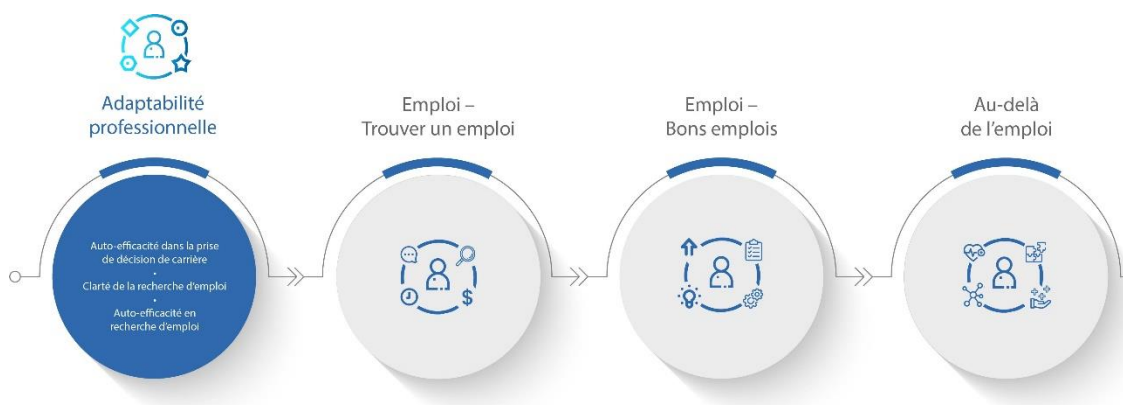 Adaptabilité
professionnelle
Emploi –
Trouver un emploi
Emploi –
Bons emplois
Au-delà
de l'emploi
Auto-efficacité dans la prise
de décision de carrière
•
Clarté de la recherche d'emploi
•
Auto-efficacité en
recherche d'emploi
$